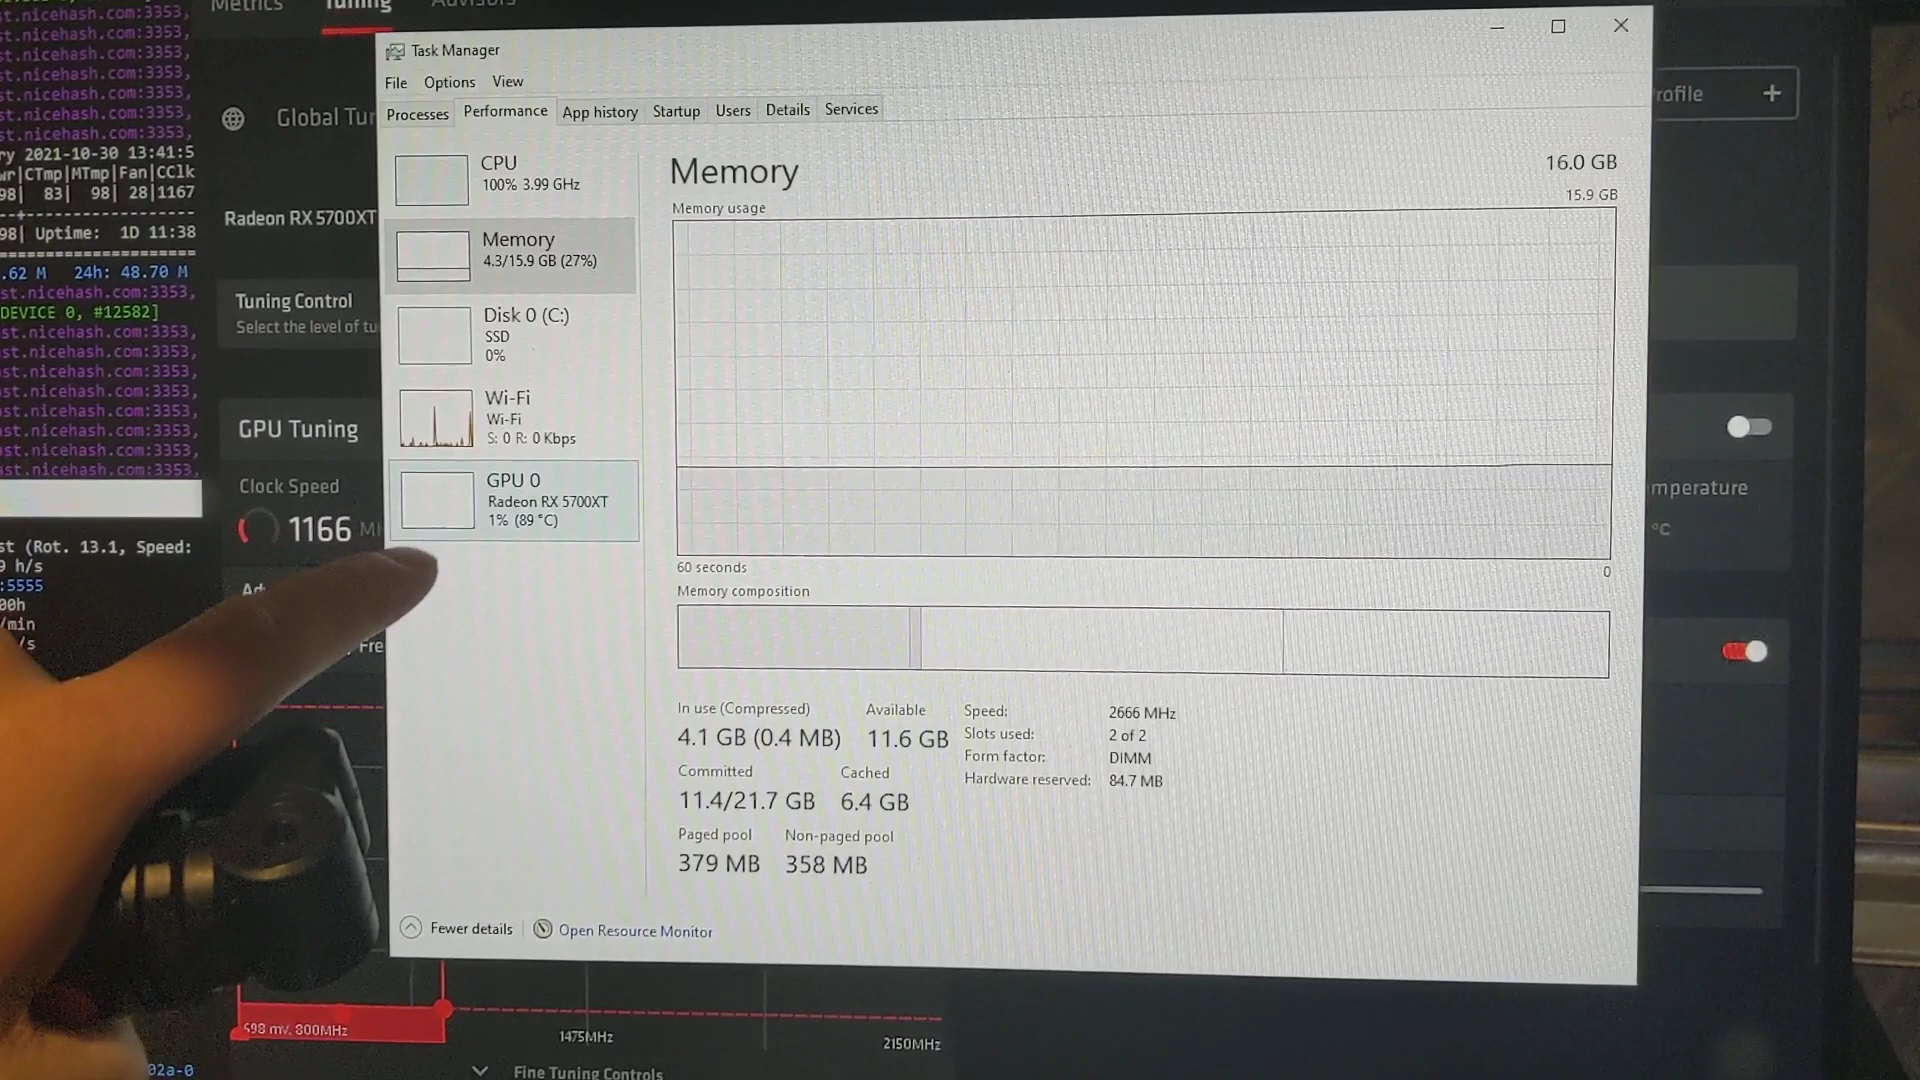 Metrics Tuning Advisors
st.nicehash.com:3353,
st.nicehash.com:3353,
st.nicehash.com:3353,
st.nicehash.com:3353,
st.nicehash.com:3353,
st.nicehash.com:3353,
st.nicehash.com:3353,
ry 2021-10-30 13:41:5
wr|CTmp|MTmp|Fan|CClk
98| 83| 98| 28|1167
98| Uptime: 1D 11:38
.62 M 24h: 48.70 M
st.nicehash.com:3353,
DEVICE 0, #12582]
st.nicehash.com:3353,
st.nicehash.com:3353,
st.nicehash.com:3353,
st.nicehash.com:3353,
st.nicehash.com:3353,
st.nicehash.com:3353,
st.nicehash.com:3353,
st.nicehash.com:3353,
st (Rot. 13.1, Speed:
9 h/s
:5555
00h
/min
/s
02a-0
Global Tur
Radeon RX 5700XT
Tuning Control
Select the level of tu
GPU Tuning
Clock Speed
1166 MH
Ad
Fre
Task Manager
File Options View
Processes Performance App history Startup Users Details Services
CPU
100% 3.99 GHz
Memory
4.3/15.9 GB (27%)
Disk 0 (C:)
SSD
0%
Wi-Fi
Wi-Fi
S: 0 R: 0 Kbps
GPU 0
Radeon RX 5700XT
1% (89 °C)
Memory 16.0 GB
Memory usage 15.9 GB
60 seconds 0
Memory composition
In use (Compressed) Available
4.1 GB (0.4 MB) 11.6 GB
Committed Cached
11.4/21.7 GB 6.4 GB
Paged pool Non-paged pool
379 MB 358 MB
Speed: 2666 MHz
Slots used: 2 of 2
Form factor: DIMM
Hardware reserved: 84.7 MB
Fewer details Open Resource Monitor
rofile +
mperature
°C
698 mv, 800MHz 1475MHz 2150MHz
Fine Tuning Controls